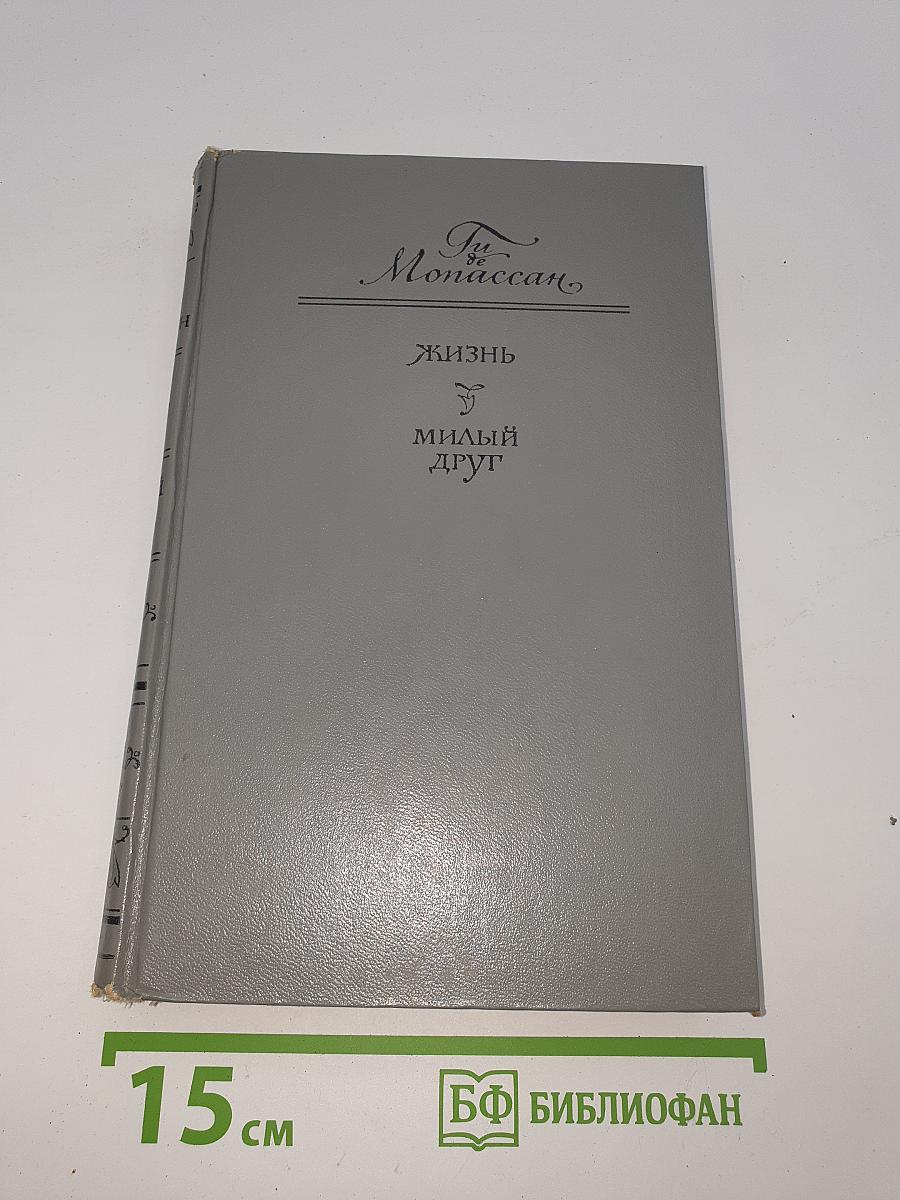 Ги
де
Мопассан
ЖИЗНЬ
МИЛЫЙ
ДРУГ
15 см
БФ БИБЛИОФАН